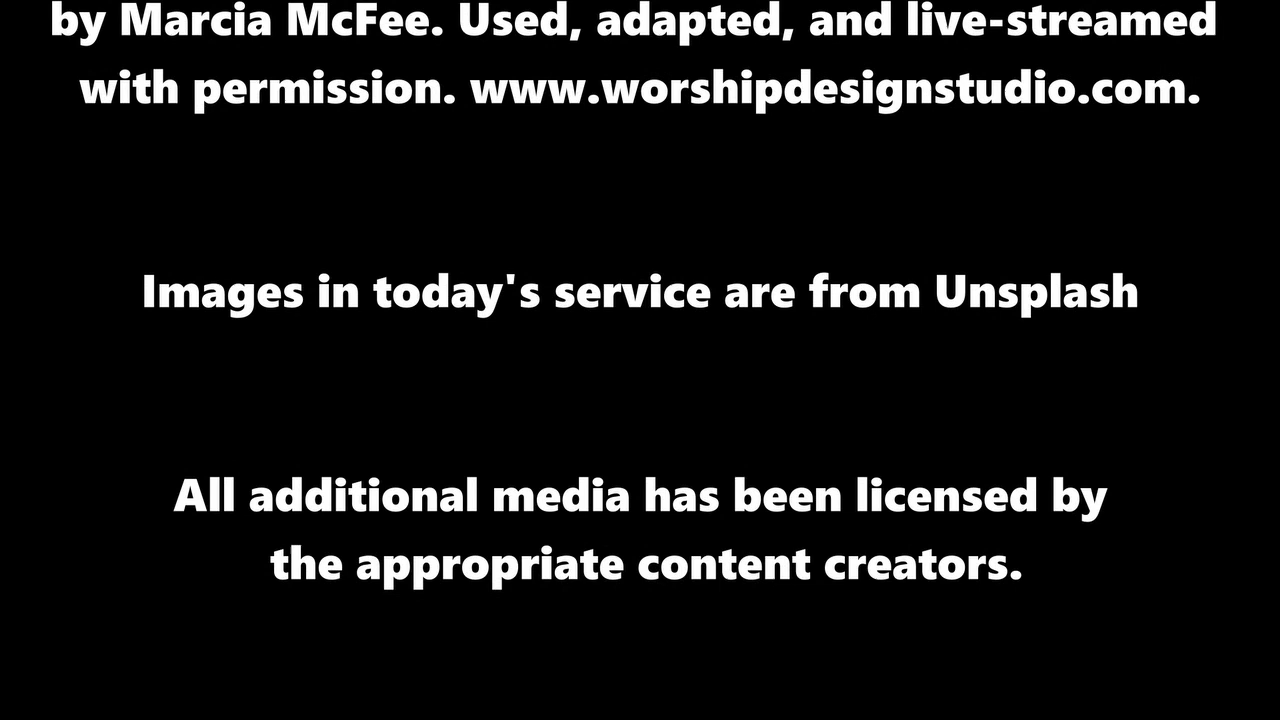 by Marcia McFee. Used, adapted, and live-streamed
with permission. www.worshipdesignstudio.com.
Images in today's service are from Unsplash
All additional media has been licensed by
the appropriate content creators.